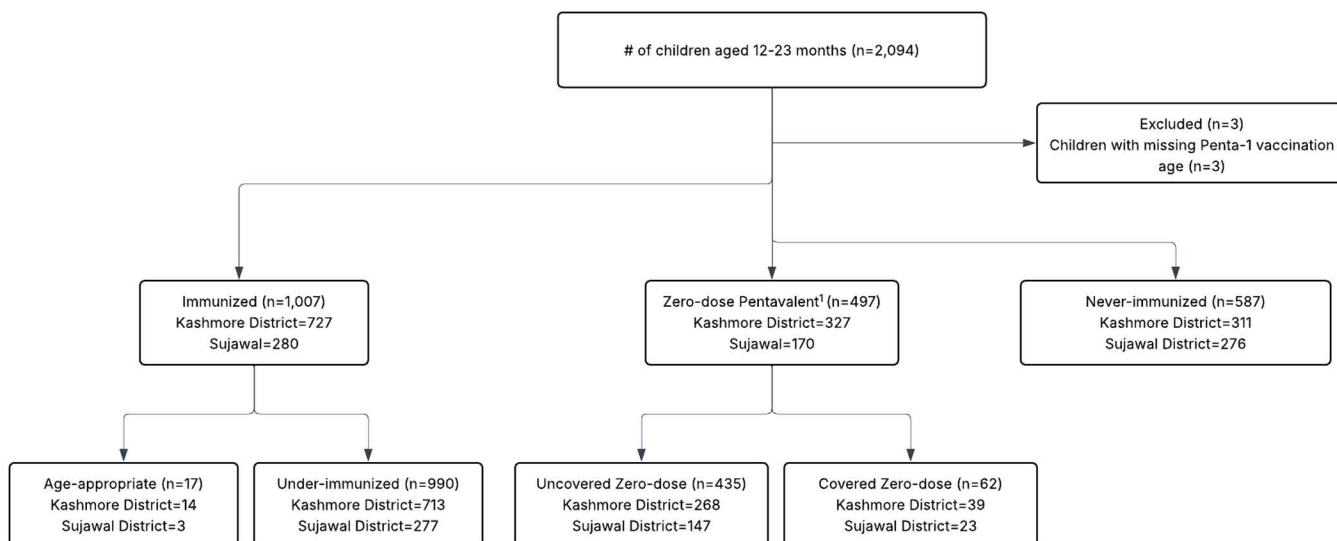 # of children aged 12-23 months (n=2,094)
Excluded (n=3)
Children with missing Penta-1 vaccination
age (n=3)
Immunized (n=1,007)
Kashmore District=727
Sujawal=280
Zero-dose Pentavalent¹ (n=497)
Kashmore District=327
Sujawal=170
Never-immunized (n=587)
Kashmore District=311
Sujawal District=276
Age-appropriate (n=17)
Kashmore District=14
Sujawal District=3
Under-immunized (n=990)
Kashmore District=713
Sujawal District=277
Uncovered Zero-dose (n=435)
Kashmore District=268
Sujawal District=147
Covered Zero-dose (n=62)
Kashmore District=39
Sujawal District=23